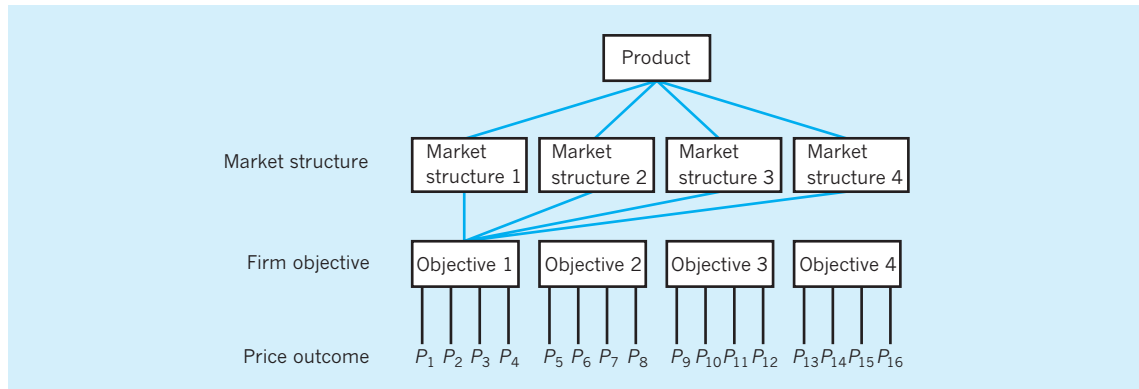 Product
Market structure
Market structure 1
Market structure 2
Market structure 3
Market structure 4
Firm objective
Objective 1
Objective 2
Objective 3
Objective 4
Price outcome
P₁ P₂ P₃ P₄ P₅ P₆ P₇ P₈ P₉ P₁₀ P₁₁ P₁₂ P₁₃ P₁₄ P₁₅ P₁₆